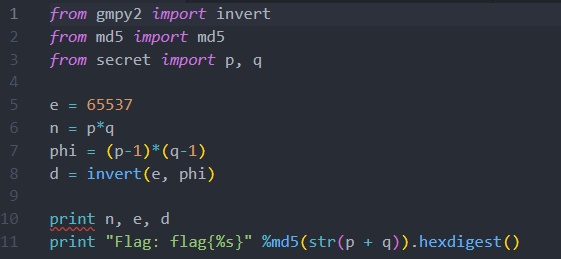 1 from gmpy2 import invert
2 from md5 import md5
3 from secret import p, q
4
5 e = 65537
6 n = p*q
7 phi = (p-1)*(q-1)
8 d = invert(e, phi)
9
10 print n, e, d
11 print "Flag: flag{%s}" %md5(str(p + q)).hexdigest()